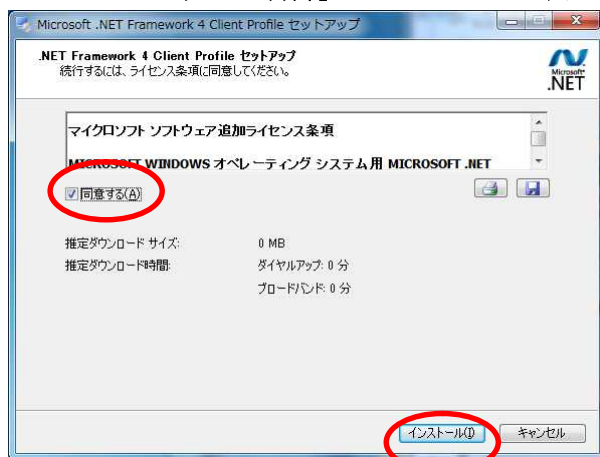 Microsoft .NET Framework 4 Client Profile セットアップ
.NET Framework 4 Client Profile セットアップ
続行するには、ライセンス条項に同意してください。
Microsoft
.NET
マイクロソフト ソフトウェア追加ライセンス条項
MICROSOFT WINDOWS オペレーティング システム用 MICROSOFT .NET
同意する(A)
推定ダウンロード サイズ: 0 MB
推定ダウンロード時間: ダイヤルアップ: 0 分
ブロードバンド: 0 分
インストール(I) キャンセル